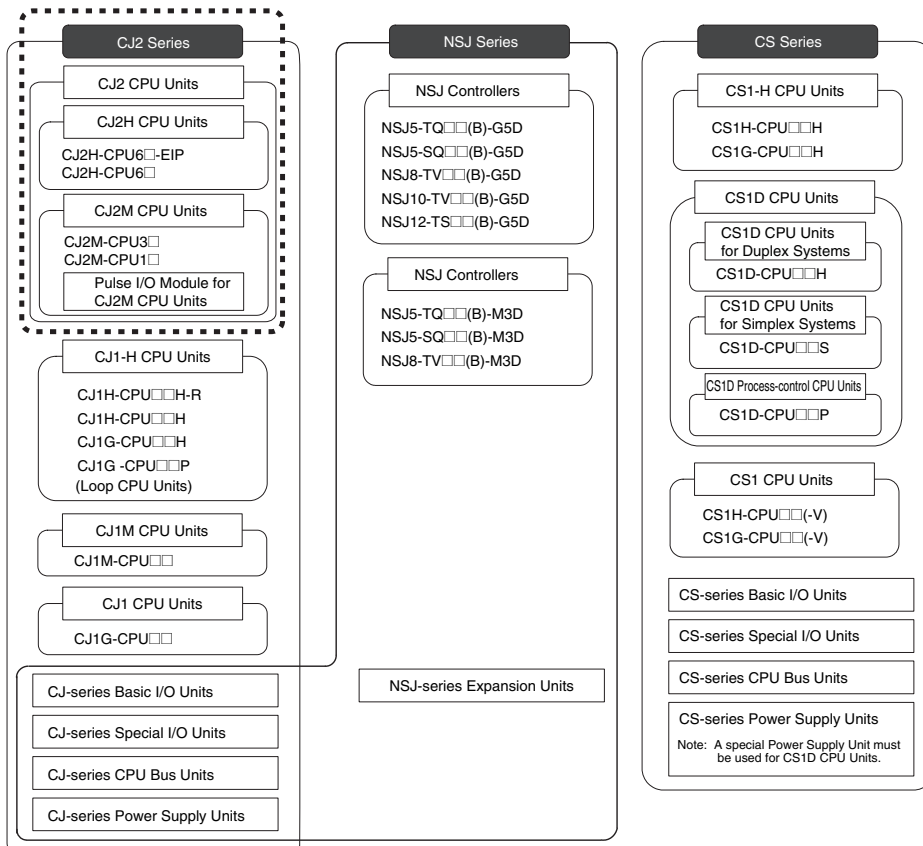 CJ2 Series
CJ2 CPU Units
CJ2H CPU Units
CJ2H-CPU6□-EIP
CJ2H-CPU6□
CJ2M CPU Units
CJ2M-CPU3□
CJ2M-CPU1□
Pulse I/O Module for
CJ2M CPU Units
CJ1-H CPU Units
CJ1H-CPU□□H-R
CJ1H-CPU□□H
CJ1G-CPU□□H
CJ1G -CPU□□P
(Loop CPU Units)
CJ1M CPU Units
CJ1M-CPU□□
CJ1 CPU Units
CJ1G-CPU□□
CJ-series Basic I/O Units
CJ-series Special I/O Units
CJ-series CPU Bus Units
CJ-series Power Supply Units
NSJ Series
NSJ Controllers
NSJ5-TQ□□(B)-G5D
NSJ5-SQ□□(B)-G5D
NSJ8-TV□□(B)-G5D
NSJ10-TV□□(B)-G5D
NSJ12-TS□□(B)-G5D
NSJ Controllers
NSJ5-TQ□□(B)-M3D
NSJ5-SQ□□(B)-M3D
NSJ8-TV□□(B)-M3D
NSJ-series Expansion Units
CS Series
CS1-H CPU Units
CS1H-CPU□□H
CS1G-CPU□□H
CS1D CPU Units
CS1D CPU Units
for Duplex Systems
CS1D-CPU□□H
CS1D CPU Units
for Simplex Systems
CS1D-CPU□□S
CS1D Process-control CPU Units
CS1D-CPU□□P
CS1 CPU Units
CS1H-CPU□□(-V)
CS1G-CPU□□(-V)
CS-series Basic I/O Units
CS-series Special I/O Units
CS-series CPU Bus Units
CS-series Power Supply Units
Note: A special Power Supply Unit must
be used for CS1D CPU Units.